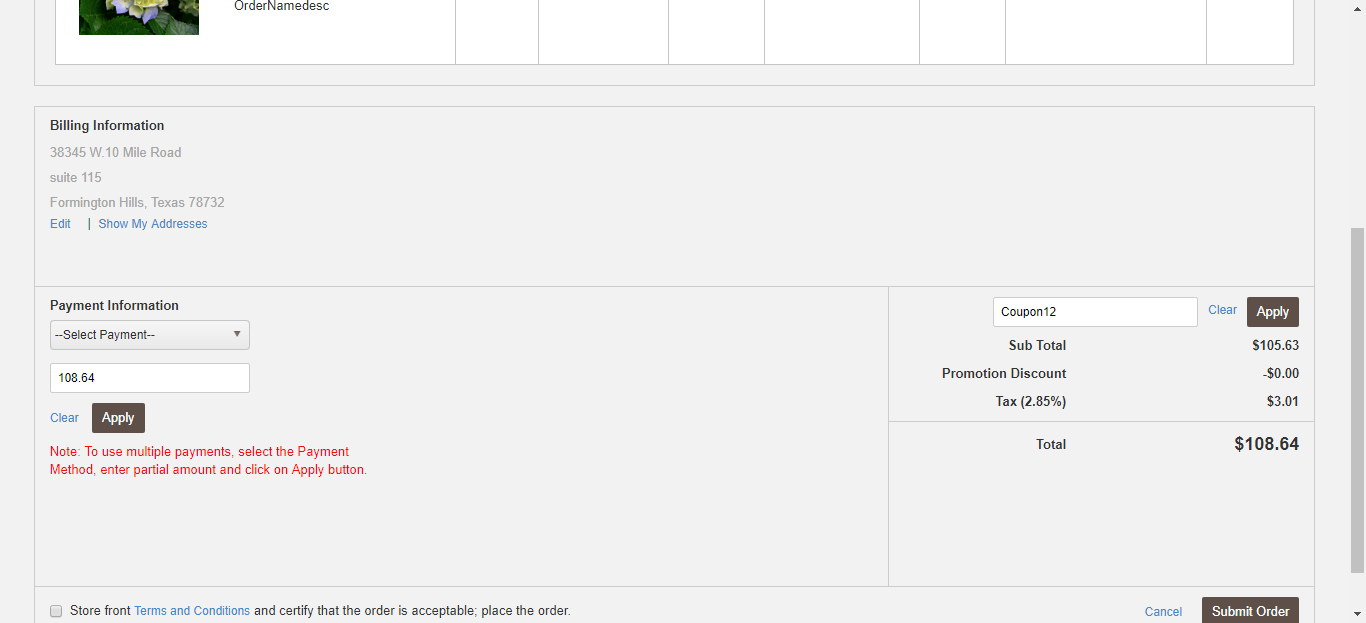 OrderNamedesc
Billing Information
38345 W.10 Mile Road
suite 115
Formington Hills, Texas 78732
Edit | Show My Addresses
Payment Information
--Select Payment--
108.64
Clear Apply
Note: To use multiple payments, select the Payment
Method, enter partial amount and click on Apply button.
Coupon12 Clear Apply
Sub Total $105.63
Promotion Discount -$0.00
Tax (2.85%) $3.01
Total $108.64
Store front Terms and Conditions and certify that the order is acceptable; place the order.
Cancel Submit Order